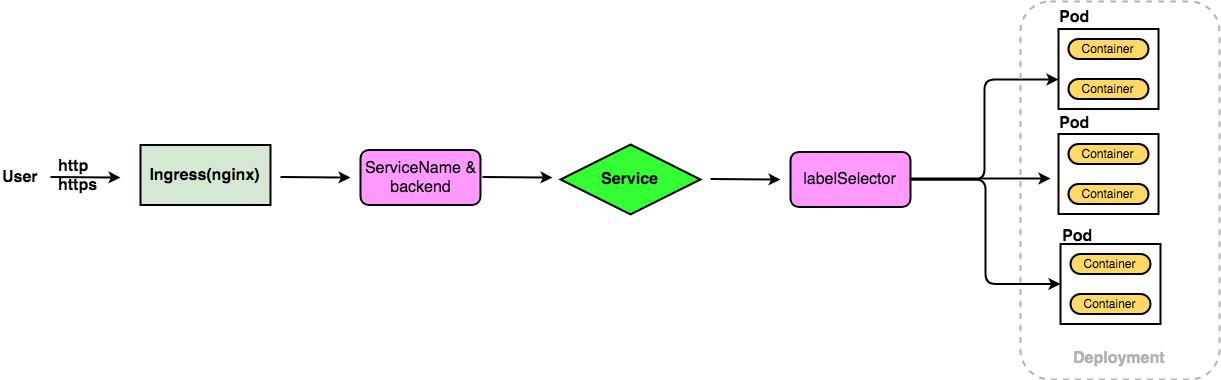 User
http
https
Ingress(nginx)
ServiceName &
backend
Service
labelSelector
Pod
Container
Container
Pod
Container
Container
Pod
Container
Container
Deployment